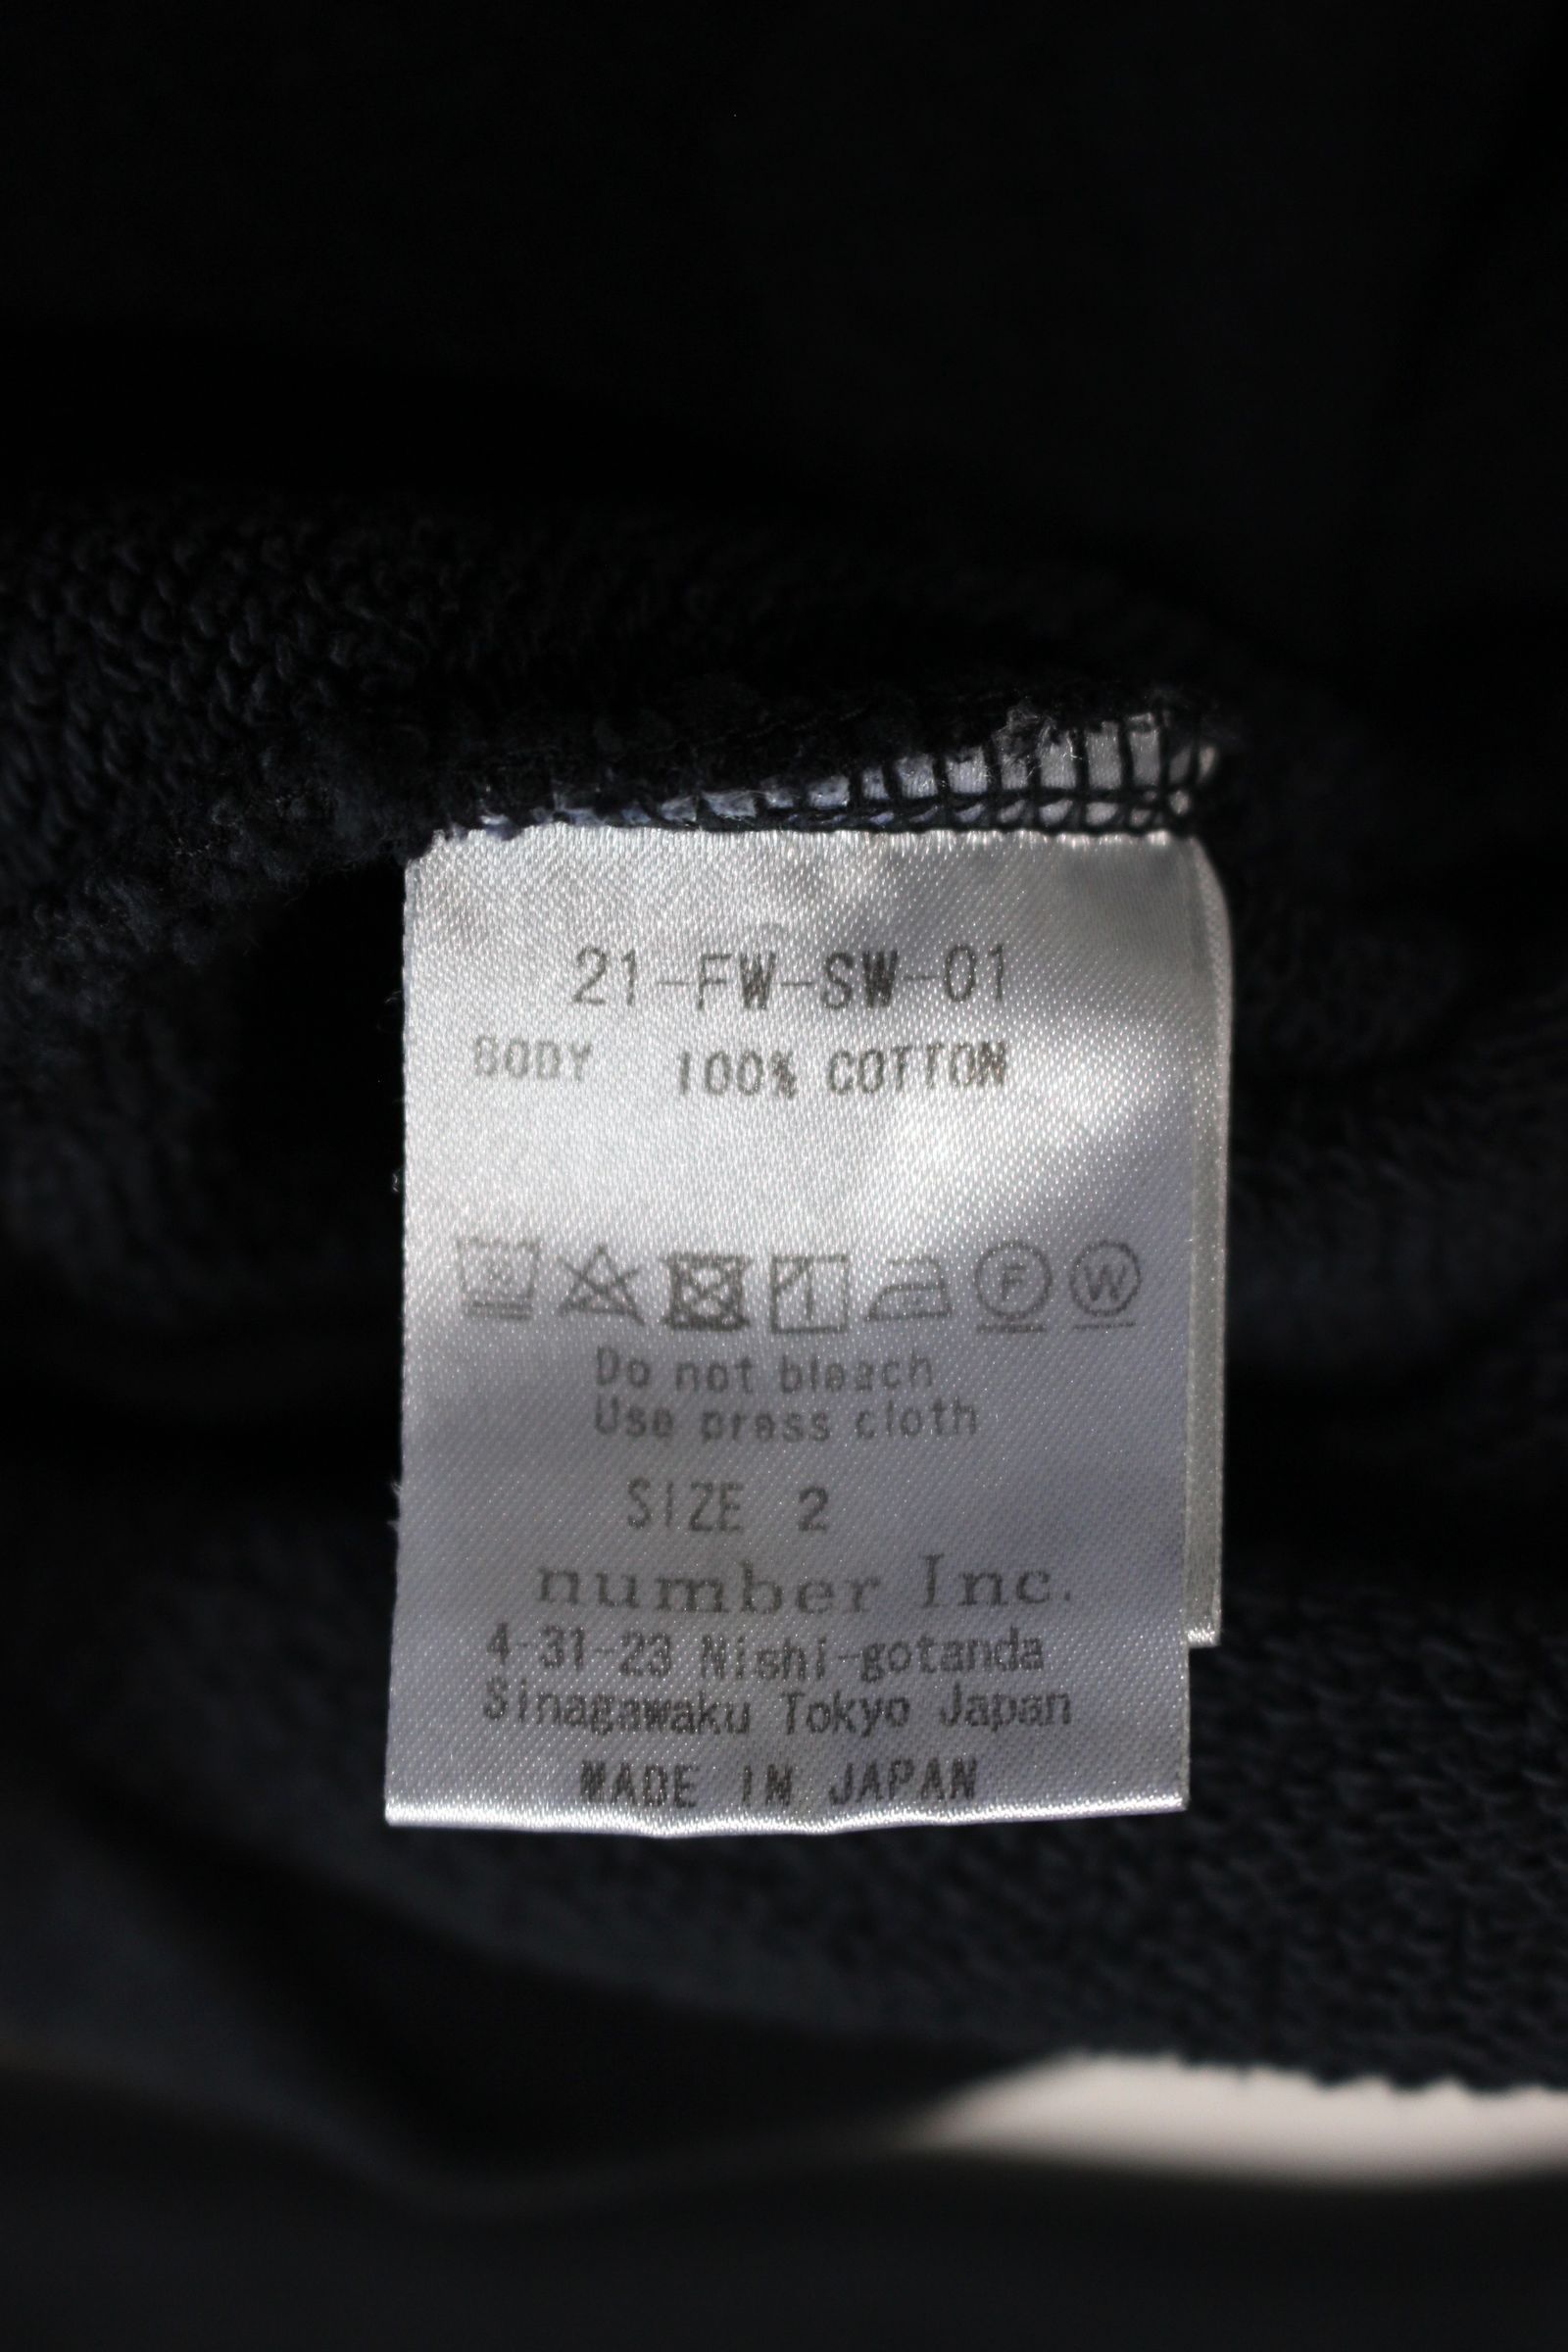 21-FW-SW-01
BODY 100% COTTON
F W
Do not bleach
Use press cloth
SIZE 2
number Inc.
4-31-23 Nishi-gotanda
Sinagawaku Tokyo Japan
MADE IN JAPAN